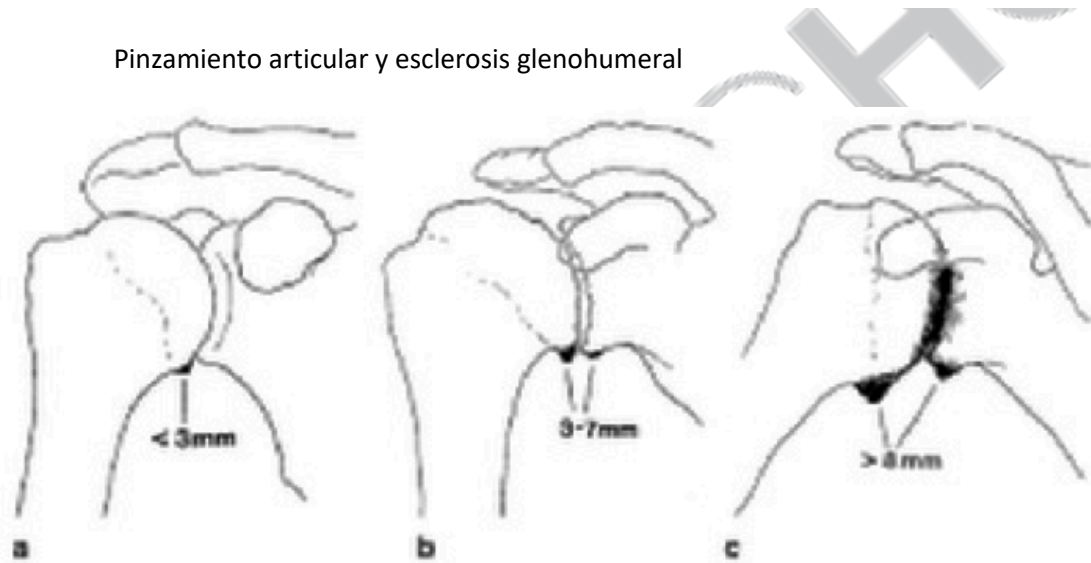 Pinzamiento articular y esclerosis glenohumeral
< 3mm
3-7mm
> 8mm
a
b
c